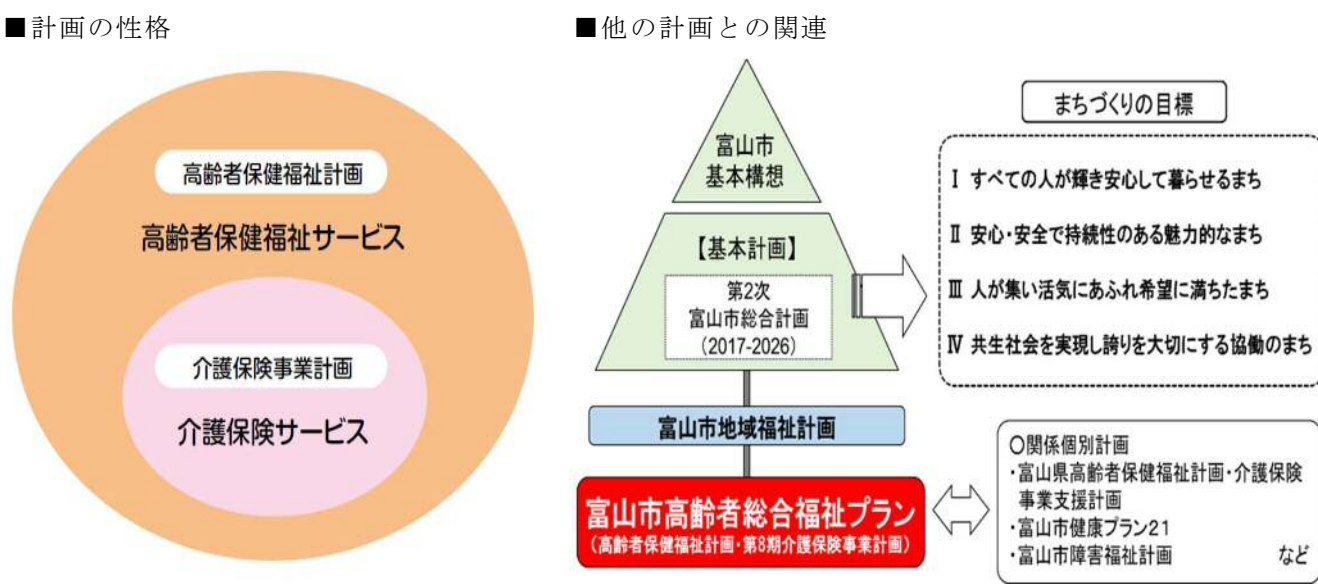 ■計画の性格
高齢者保健福祉計画
高齢者保健福祉サービス
介護保険事業計画
介護保険サービス
■他の計画との関連
富山市
基本構想
【基本計画】
第2次
富山市総合計画
(2017-2026)
富山市地域福祉計画
富山市高齢者総合福祉プラン
(高齢者保健福祉計画・第8期介護保険事業計画)
まちづくりの目標
Ⅰ すべての人が輝き安心して暮らせるまち
Ⅱ 安心・安全で持続性のある魅力的なまち
Ⅲ 人が集い活気にあふれ希望に満ちたまち
Ⅳ 共生社会を実現し誇りを大切にする協働のまち
〇関係個別計画
・富山県高齢者保健福祉計画・介護保険
事業支援計画
・富山市健康プラン21
・富山市障害福祉計画 など